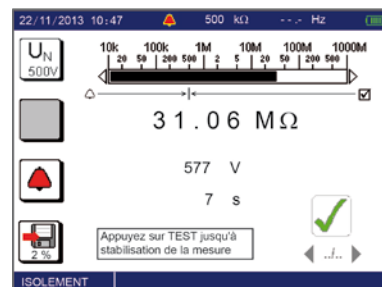 22/11/2013 10:47 500 kΩ --.- Hz
UN
500V
10k 100k 1M 10M 100M 1000M
20 50 200 500 2 5 20 50 200 500
31.06 MΩ
577 V
7 s
2 %
Appuyez sur TEST jusqu'à
stabilisation de la mesure
../..
ISOLEMENT